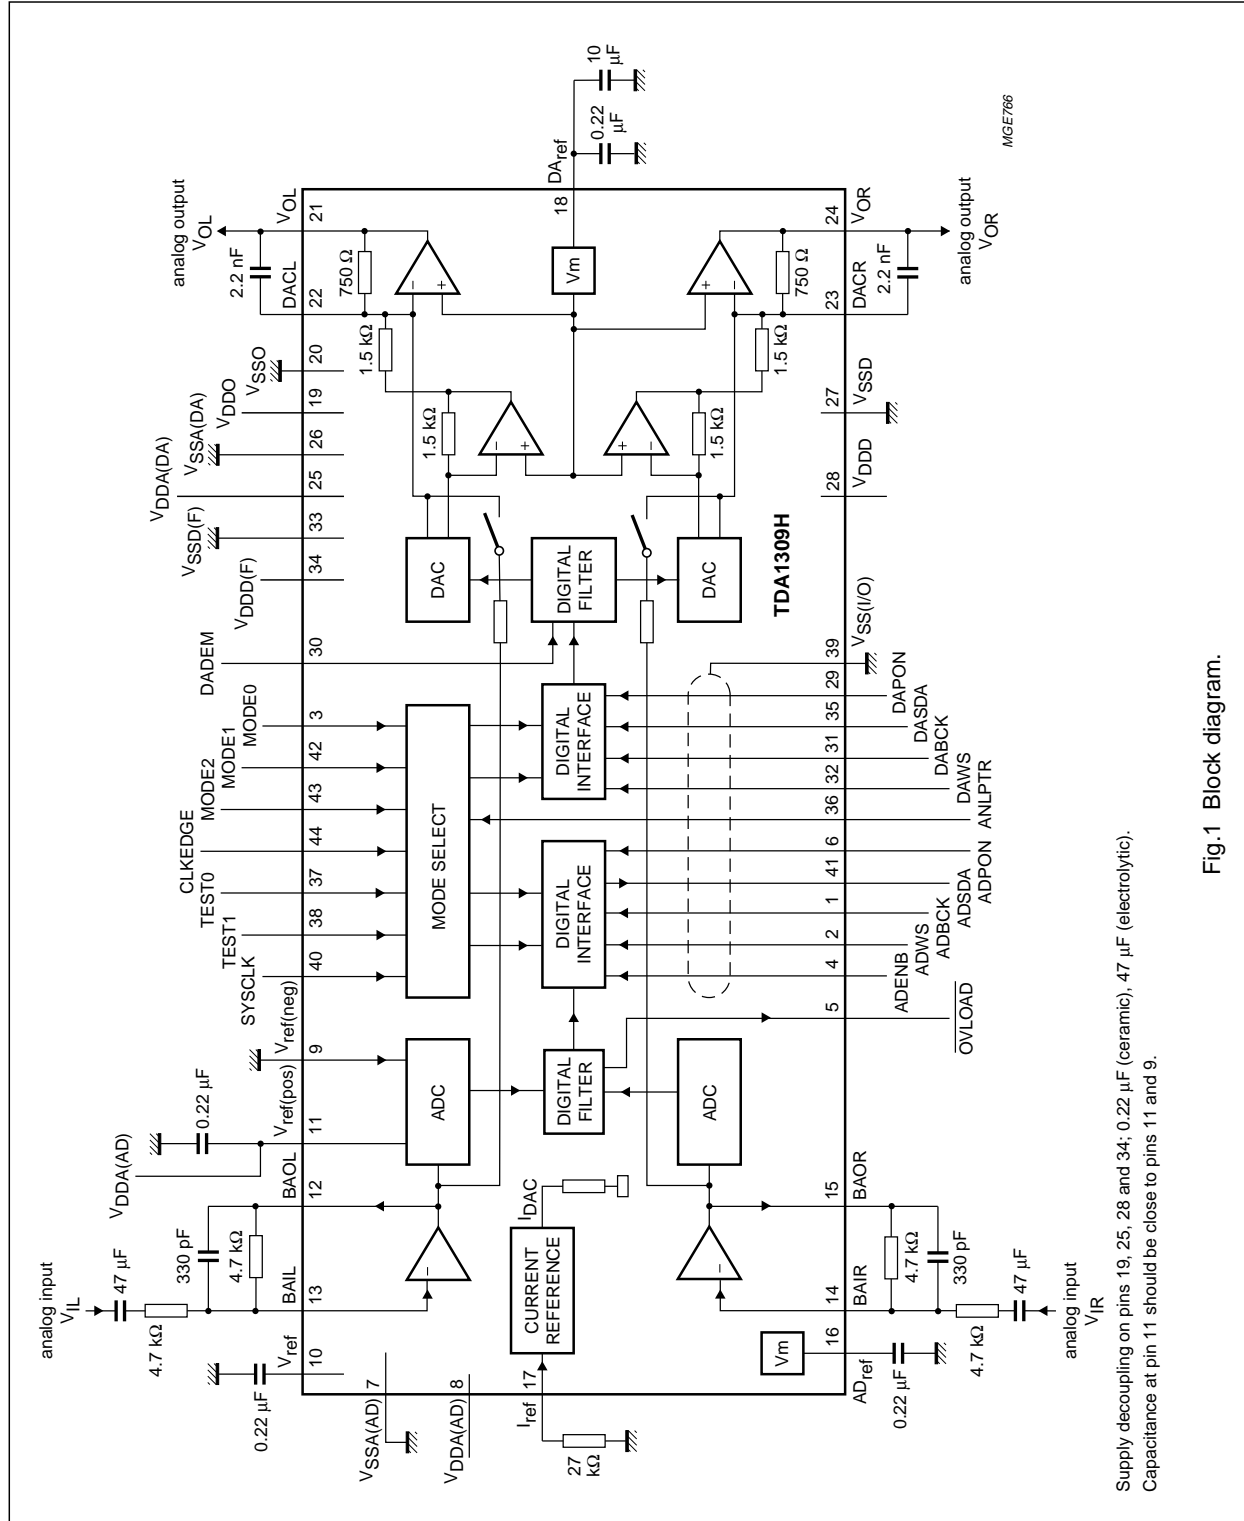 analog input
V_IL
47 μF
4.7 kΩ
330 pF
4.7 kΩ
V_DDA(AD)
0.22 μF
SYSCLK
TEST1
TEST0
CLKEDGE
MODE2
MODE1
MODE0
DADEM
V_DDD(F)
V_SSD(F)
V_DDA(DA)
V_SSA(DA)
V_DDO
V_SSO
2.2 nF
analog output
V_OL
0.22 μF
V_ref
BAIL
BAOL
V_ref(pos)
V_ref(neg)
DACL
V_OL
10
13
12
11
9
40
38
37
44
43
42
3
30
34
33
25
26
19
20
22
21
V_SSA(AD) 7
V_DDA(AD) 8
I_ref 17
27
kΩ
ADC
MODE SELECT
DAC
1.5 kΩ
1.5 kΩ
750 Ω
−
−
+
−
+
CURRENT
REFERENCE
I_DAC
DIGITAL
FILTER
DIGITAL
INTERFACE
DIGITAL
INTERFACE
DIGITAL
FILTER
Vm
18
DA_ref
0.22
μF
10
μF
−
ADC
DAC
+
−
+
−
1.5 kΩ
1.5 kΩ
750 Ω
Vm
TDA1309H
16
14
15
5
4
2
1
41
6
36
32
31
35
29
39
28
27
23
24
AD_ref
BAIR
BAOR
OVLOAD
ADENB
ADWS
ADBCK
ADSDA
ADPON
ANLPTR
DAWS
DABCK
DASDA
DAPON
V_SS(I/O)
V_DDD
V_SSD
DACR
V_OR
0.22 μF
4.7 kΩ
330 pF
4.7 kΩ
47 μF
analog input
V_IR
2.2 nF
analog output
V_OR
MGE766
Supply decoupling on pins 19, 25, 28 and 34; 0.22 μF (ceramic), 47 μF (electrolytic).
Capacitance at pin 11 should be close to pins 11 and 9.
Fig.1 Block diagram.